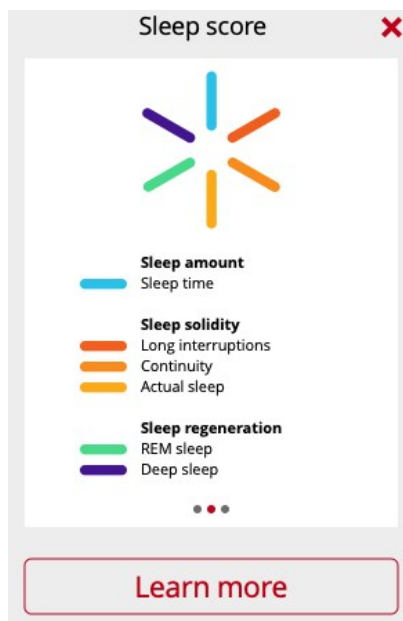 Sleep score
Sleep amount
Sleep time
Sleep solidity
Long interruptions
Continuity
Actual sleep
Sleep regeneration
REM sleep
Deep sleep
Learn more